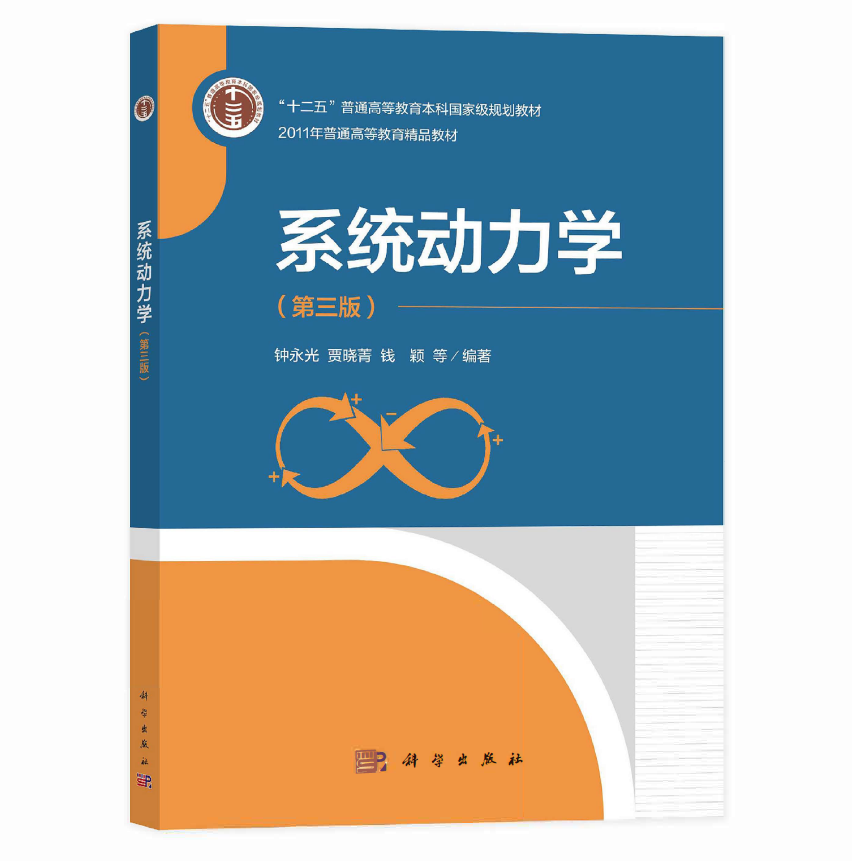 “十二五”普通高等教育本科国家级规划教材
2011年普通高等教育精品教材
系统动力学
（第三版）
钟永光 贾晓菁 钱 颖 等/编著
+
-
+
+
科学出版社
十二五
系统动力学
（第三版）
科学出版社